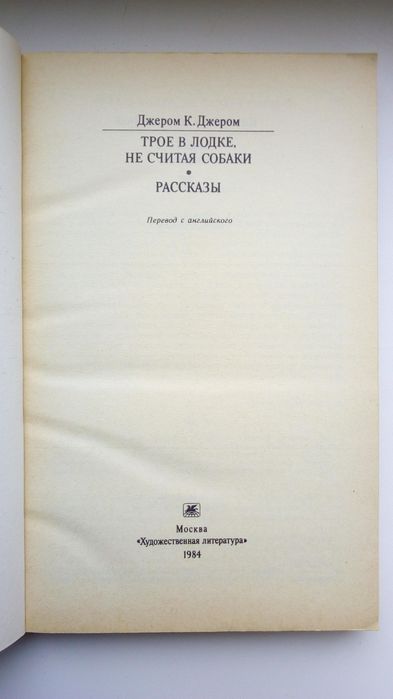 Джером К. Джером
ТРОЕ В ЛОДКЕ,
НЕ СЧИТАЯ СОБАКИ
•
РАССКАЗЫ
Перевод с английского
Москва
«Художественная литература»
1984